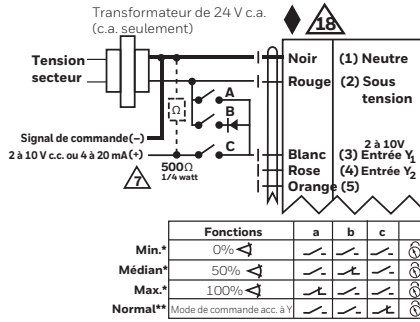 Transformateur de 24 V c.a.
(c.a. seulement)
18
Tension
secteur
Noir (1) Neutre
Rouge (2) Sous
tension
A
Ω
B
C
Signal de commande(–)
2 à 10 V c.c. ou 4 à 20 mA(+)
7
500Ω
1/4 watt
2 à 10V
Blanc (3) Entrée Y1
Rose (4) Entrée Y2
Orange (5)
Fonctions a b c
Min.* 0%
Médian* 50%
Max.* 100%
Normal** Mode de commande acc. à Y